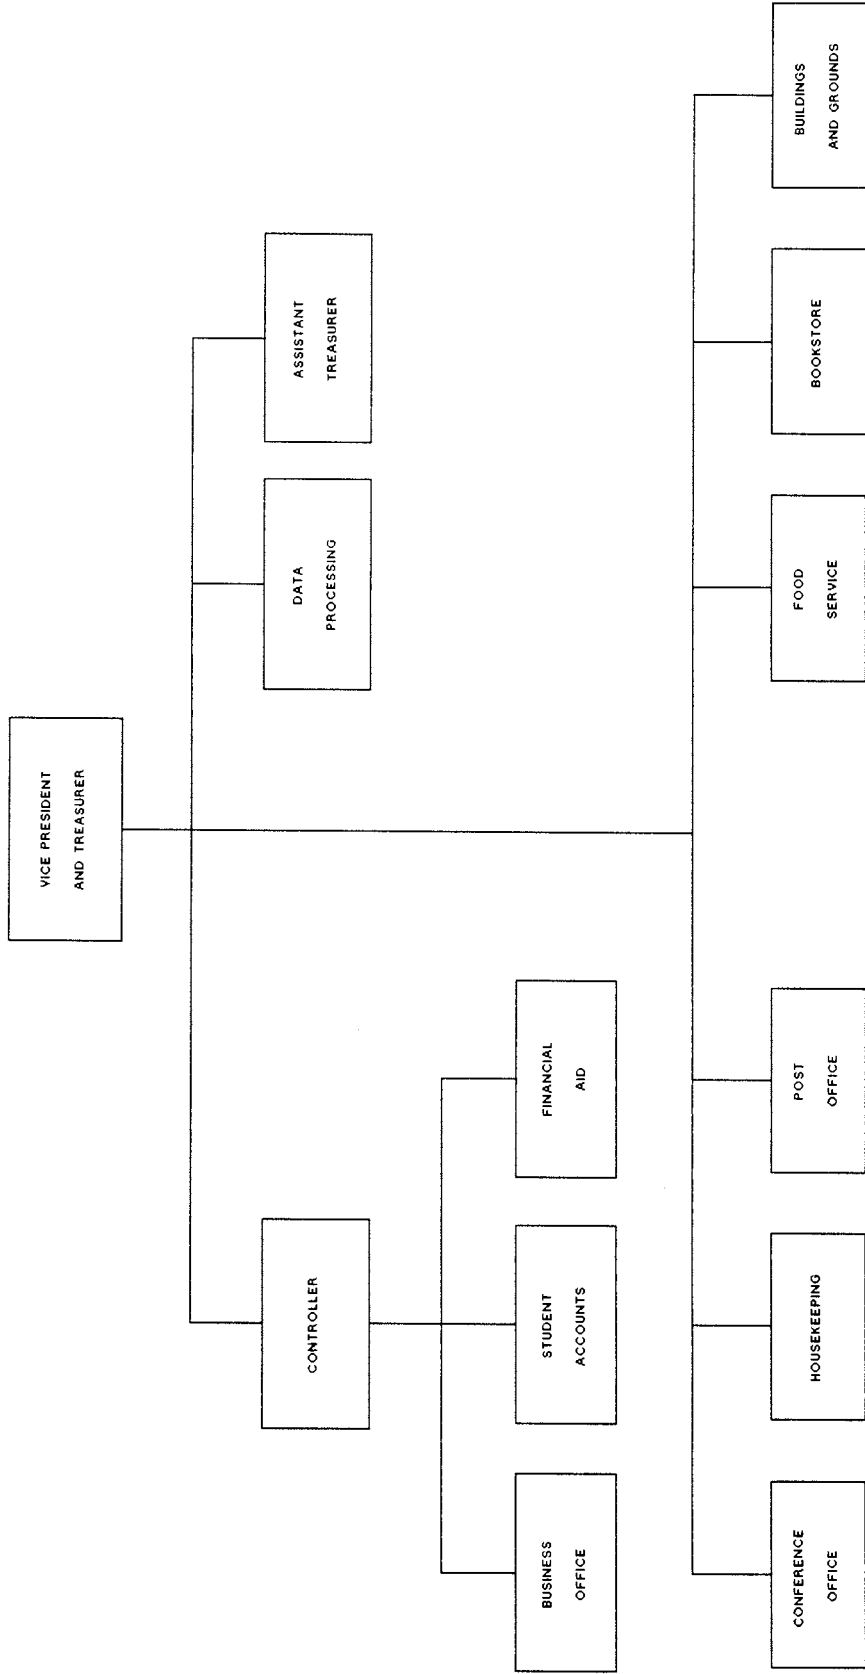 VICE PRESIDENT
AND TREASURER
CONTROLLER
DATA
PROCESSING
ASSISTANT
TREASURER
BUSINESS
OFFICE
STUDENT
ACCOUNTS
FINANCIAL
AID
CONFERENCE
OFFICE
HOUSEKEEPING
POST
OFFICE
FOOD
SERVICE
BOOKSTORE
BUILDINGS
AND GROUNDS